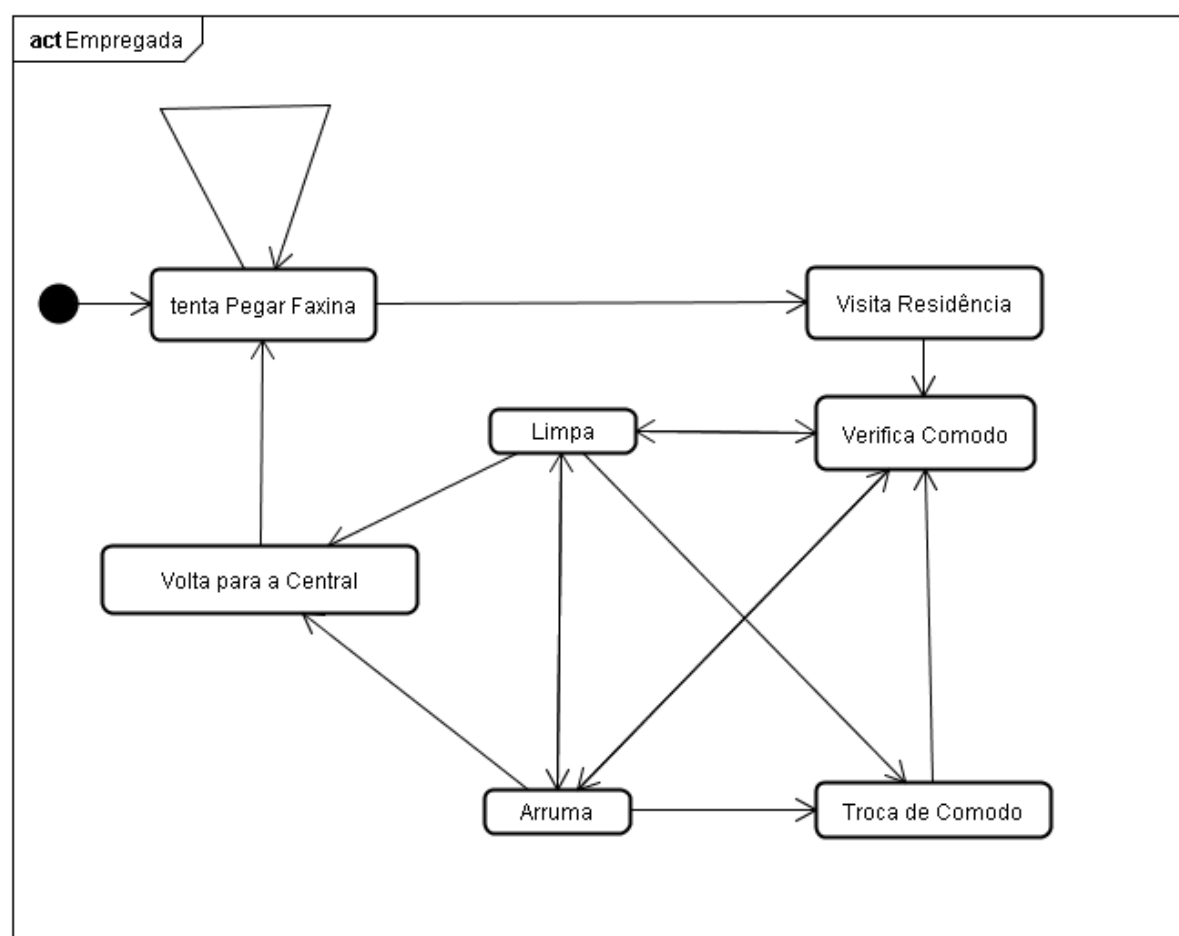 act Empregada
tenta Pegar Faxina
Visita Residência
Limpa
Verifica Comodo
Volta para a Central
Arruma
Troca de Comodo